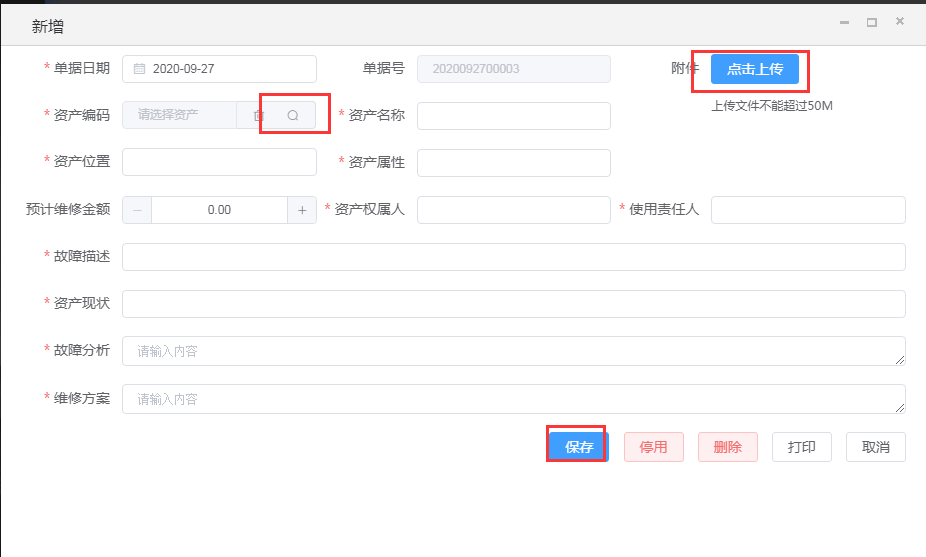 新增
* 单据日期 2020-09-27 单据号 2020092700003 附件 点击上传
* 资产编码 请选择资产 * 资产名称 上传文件不能超过50M
* 资产位置 * 资产属性
预计维修金额 − 0.00 + * 资产权属人 * 使用责任人
* 故障描述
* 资产现状
* 故障分析 请输入内容
* 维修方案 请输入内容
保存 停用 删除 打印 取消